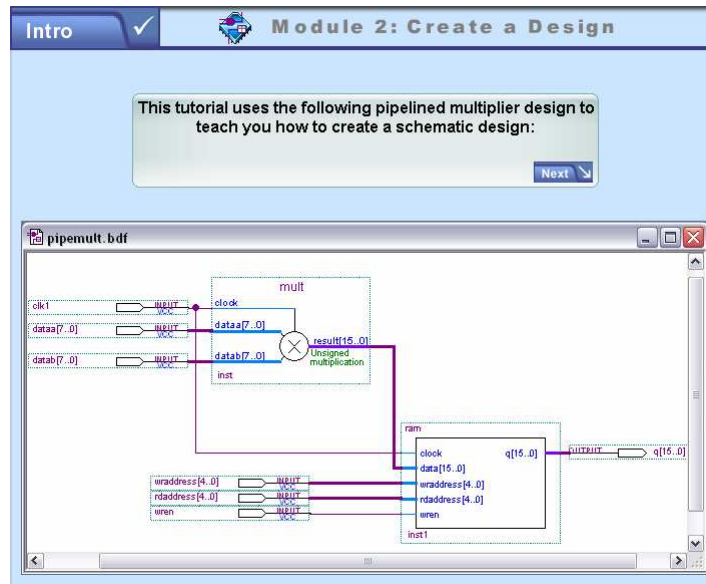 Intro
Module 2: Create a Design
This tutorial uses the following pipelined multiplier design to
teach you how to create a schematic design:
Next
pipemult.bdf
mult
clk1
INPUT
VCC
clock
dataa[7..0]
INPUT
VCC
dataa[7..0]
result[15..0]
Unsigned
multiplication
datab[7..0]
INPUT
VCC
datab[7..0]
inst
ram
clock
q[15..0]
OUTPUT
q[15..0]
data[15..0]
wraddress[4..0]
INPUT
VCC
wraddress[4..0]
rdaddress[4..0]
INPUT
VCC
rdaddress[4..0]
wren
INPUT
VCC
wren
inst1